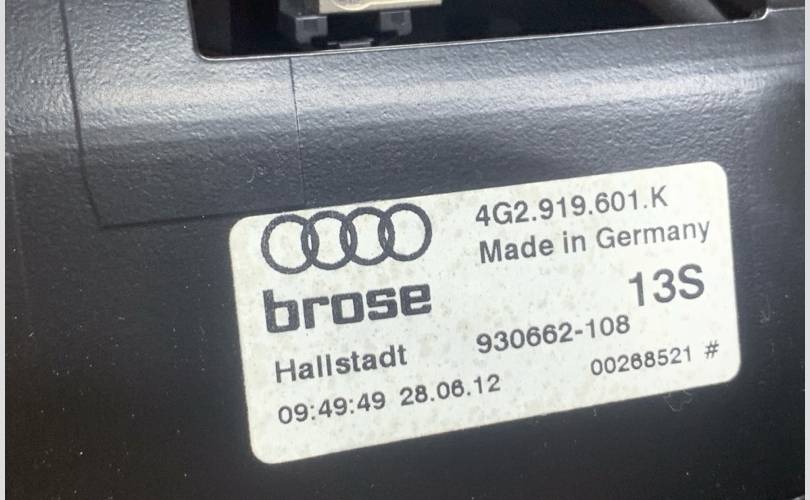 4G2.919.601.K
Made in Germany
brose
13S
Hallstadt
930662-108
09:49:49 28.06.12
00268521 #